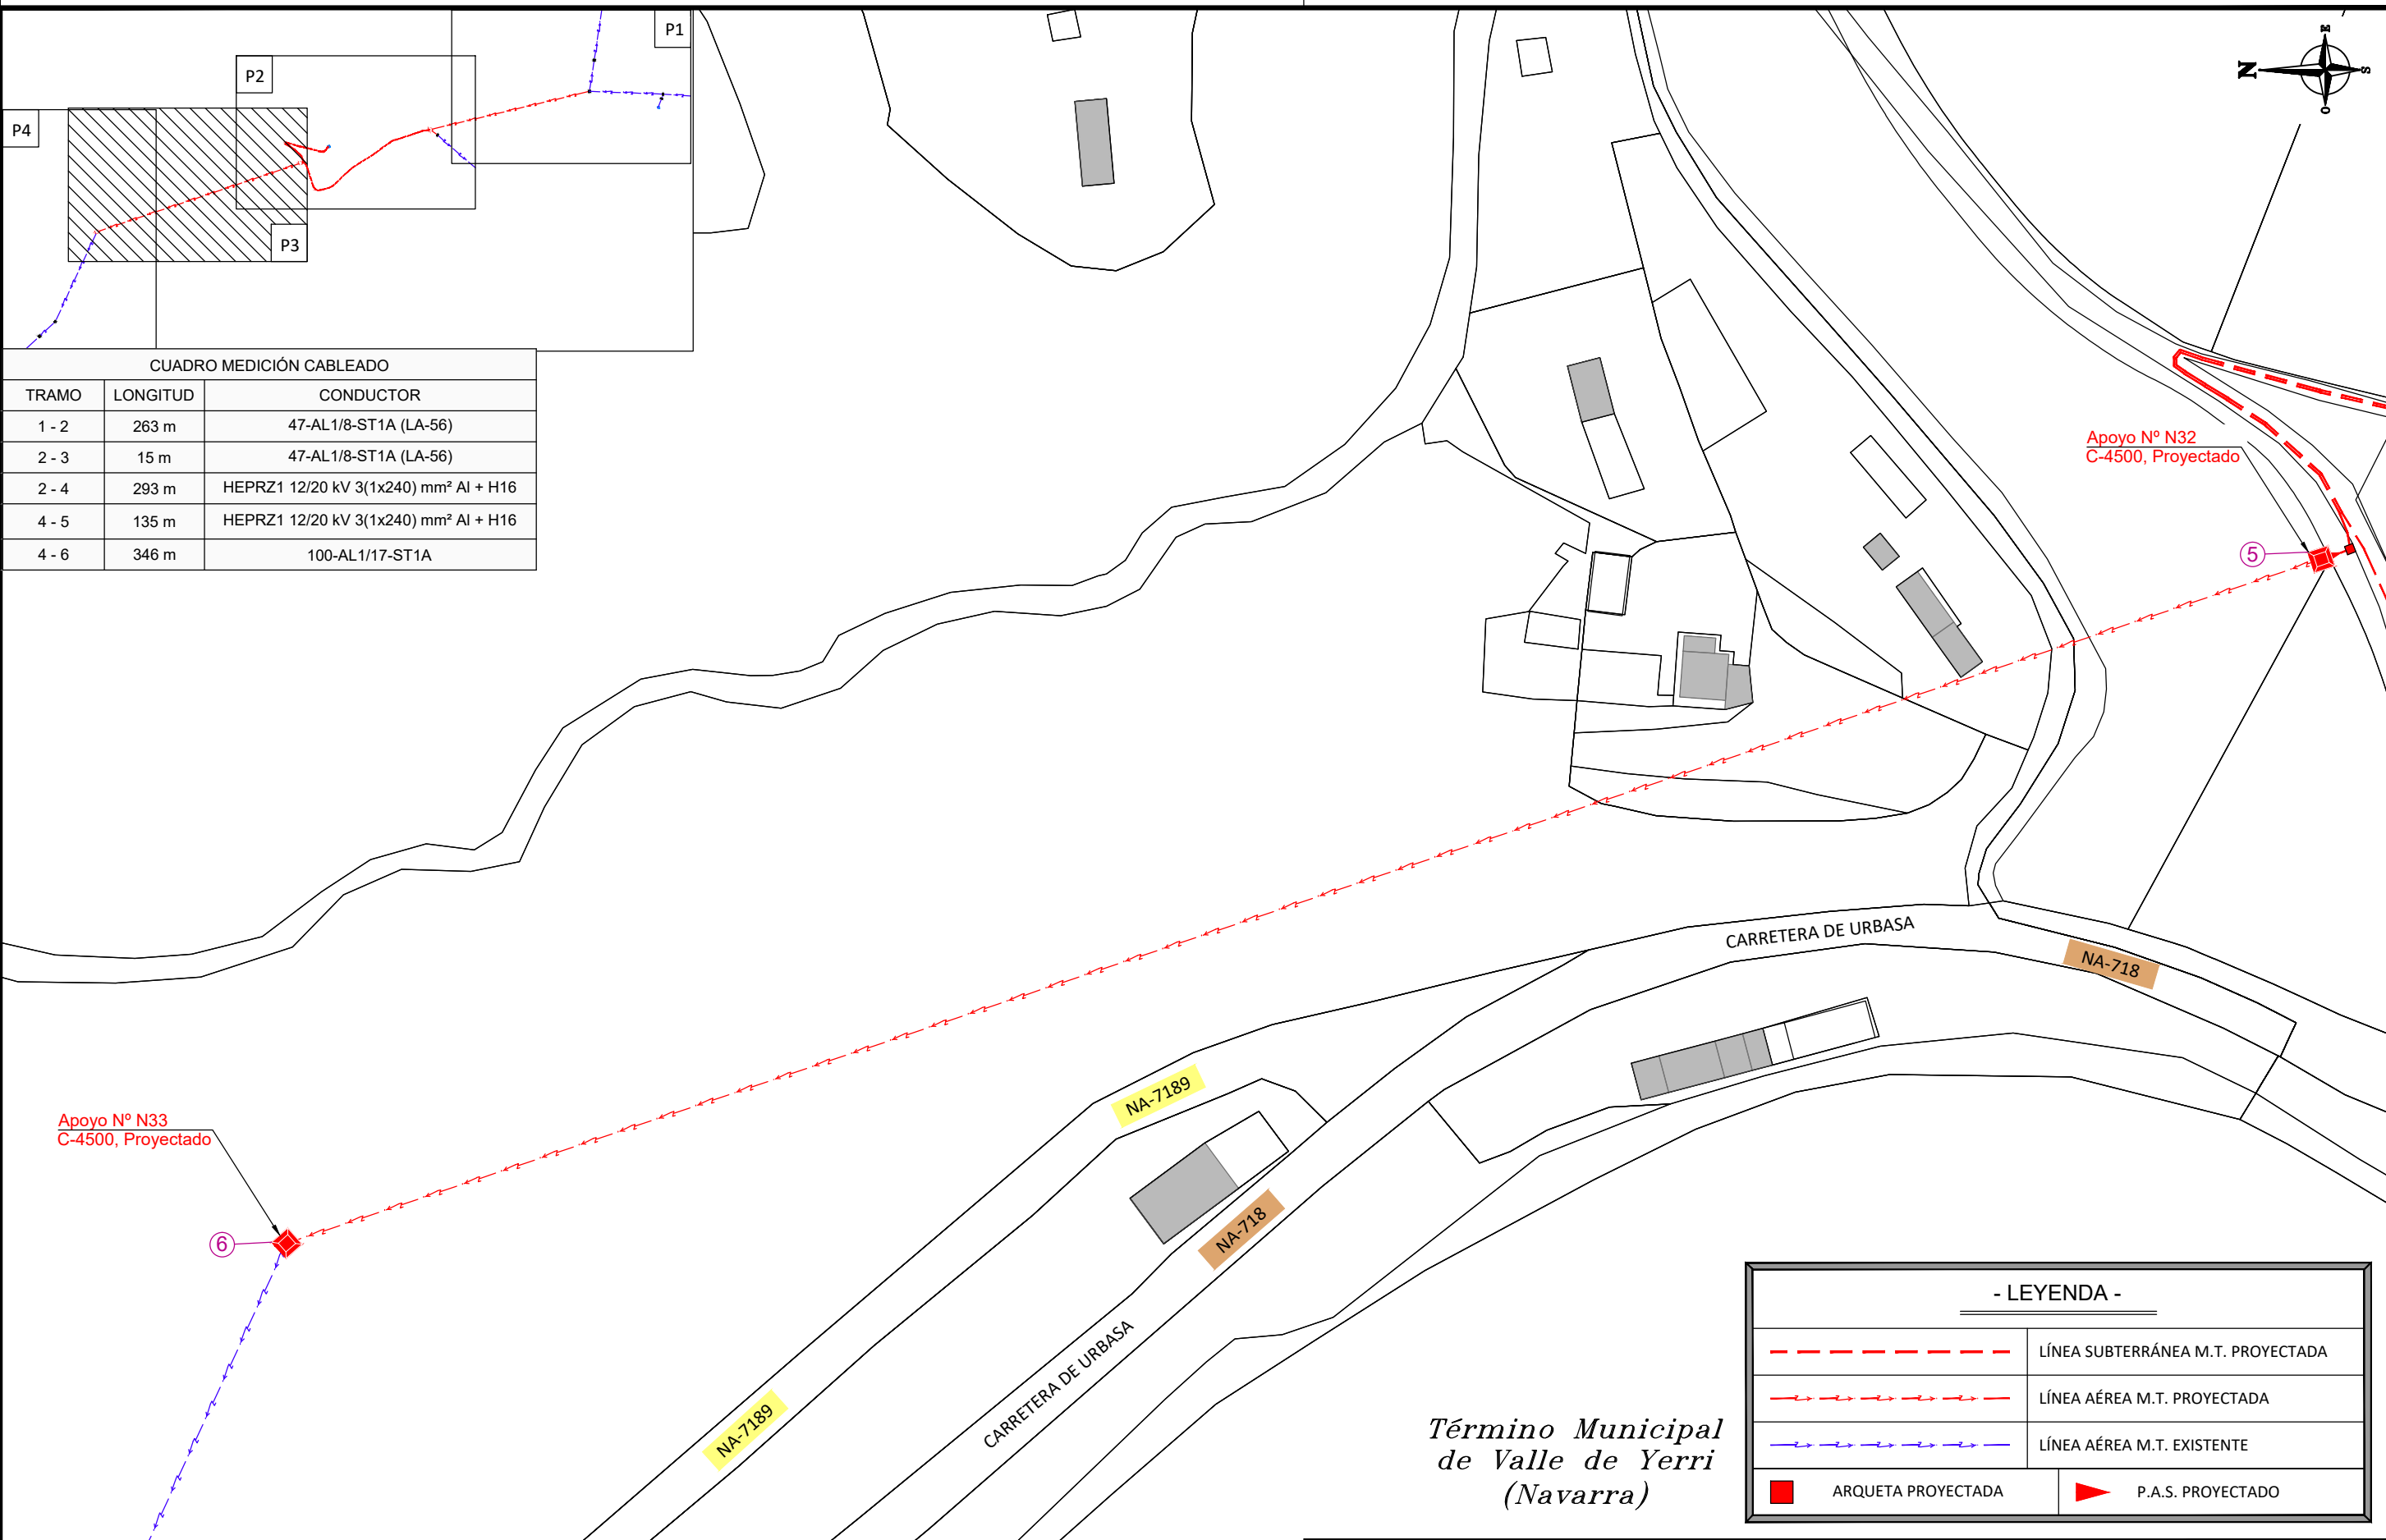 P1
P2
P4
P3
E
N
S
O
CUADRO MEDICIÓN CABLEADO
TRAMO LONGITUD CONDUCTOR
1 - 2 263 m 47-AL1/8-ST1A (LA-56)
2 - 3 15 m 47-AL1/8-ST1A (LA-56)
2 - 4 293 m HEPRZ1 12/20 kV 3(1x240) mm² Al + H16
4 - 5 135 m HEPRZ1 12/20 kV 3(1x240) mm² Al + H16
4 - 6 346 m 100-AL1/17-ST1A
Apoyo Nº N32
C-4500, Proyectado
5
CARRETERA DE URBASA
NA-718
NA-7189
Apoyo Nº N33
C-4500, Proyectado
6
NA-718
CARRETERA DE URBASA
NA-7189
Término Municipal
de Valle de Yerri
(Navarra)
- LEYENDA -
LÍNEA SUBTERRÁNEA M.T. PROYECTADA
LÍNEA AÉREA M.T. PROYECTADA
LÍNEA AÉREA M.T. EXISTENTE
ARQUETA PROYECTADA P.A.S. PROYECTADO